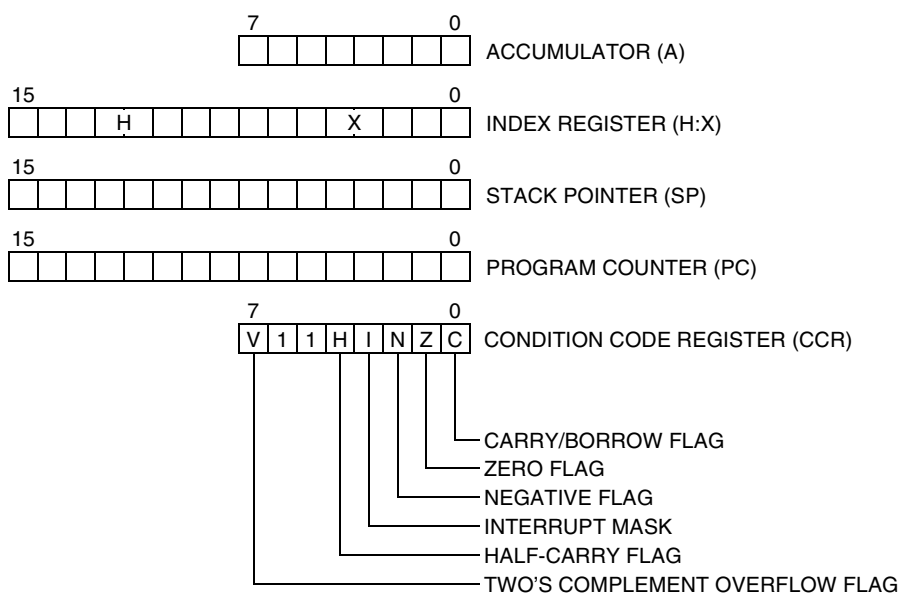 7 0
ACCUMULATOR (A)
15 0
H X INDEX REGISTER (H:X)
15 0
STACK POINTER (SP)
15 0
PROGRAM COUNTER (PC)
7 0
V 1 1 H I N Z C CONDITION CODE REGISTER (CCR)
CARRY/BORROW FLAG
ZERO FLAG
NEGATIVE FLAG
INTERRUPT MASK
HALF-CARRY FLAG
TWO'S COMPLEMENT OVERFLOW FLAG